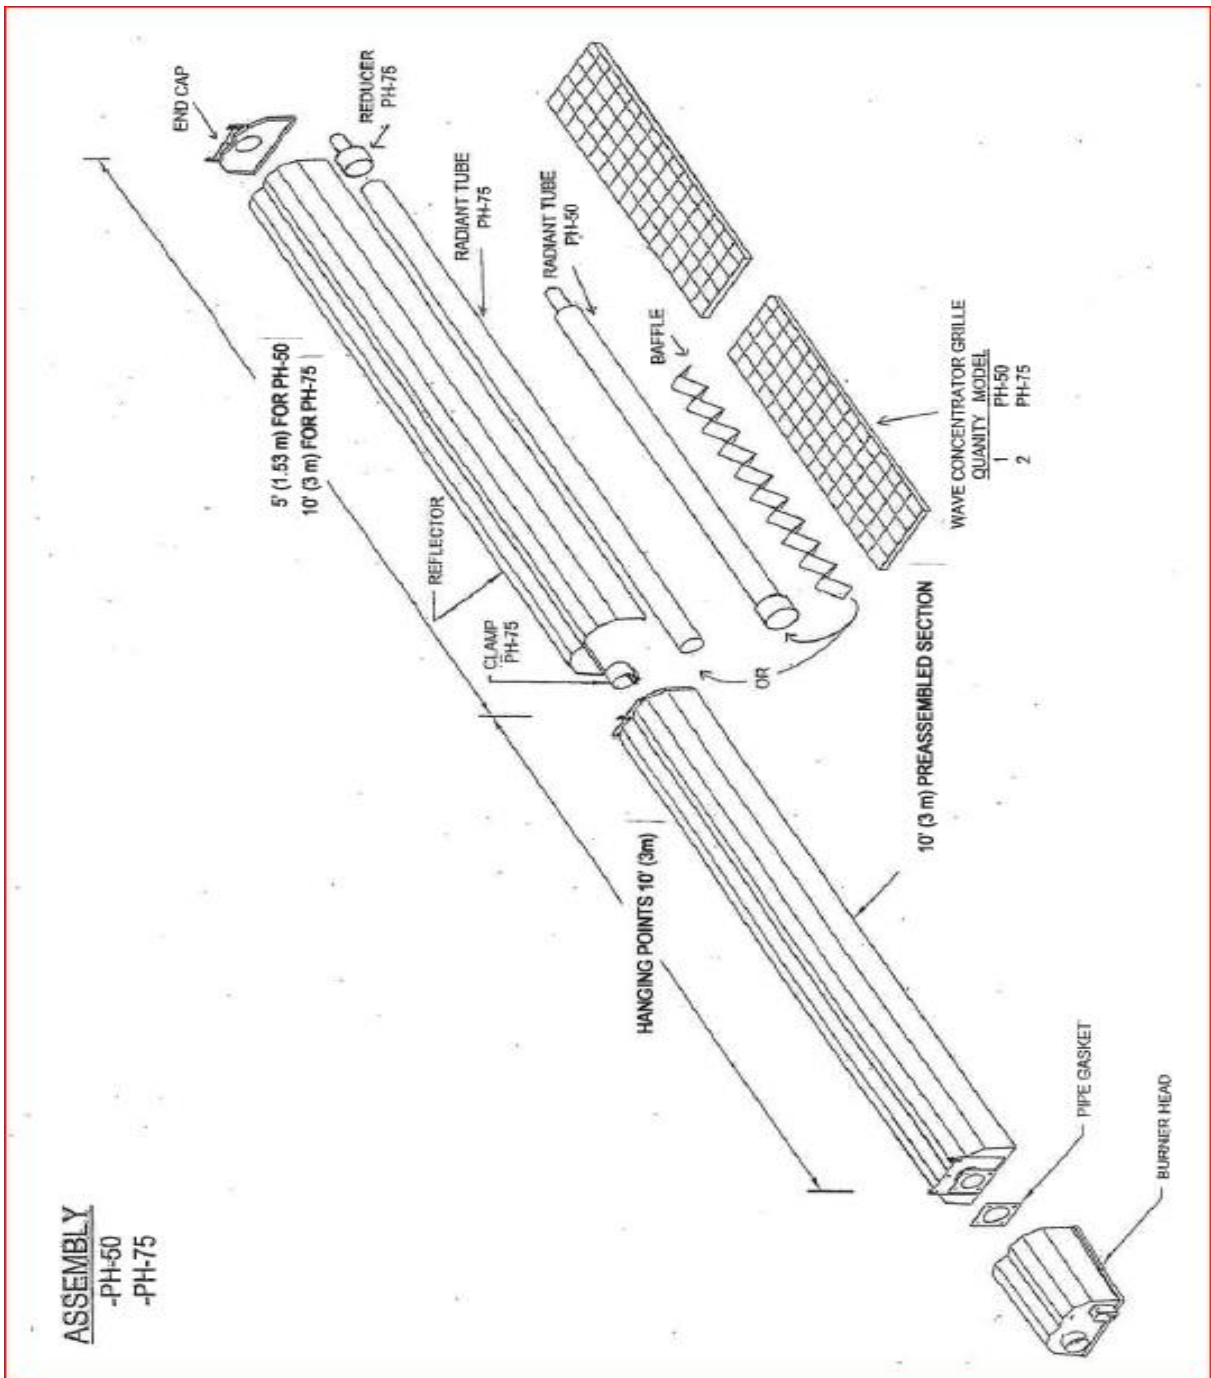 ASSEMBLY
-PH-50
-PH-75
END CAP
REDUCER
PH-75
RADIANT TUBE
PH-75
RADIANT TUBE
PH-50
5' (1.53 m) FOR PH-50
10' (3 m) FOR PH-75
REFLECTOR
CLAMP
PH-75
BAFFLE
OR
WAVE CONCENTRATOR GRILLE
QUANITY MODEL
1 PH-50
2 PH-75
HANGING POINTS 10' (3m)
10' (3 m) PREASSEMBLED SECTION
PIPE GASKET
BURNER HEAD